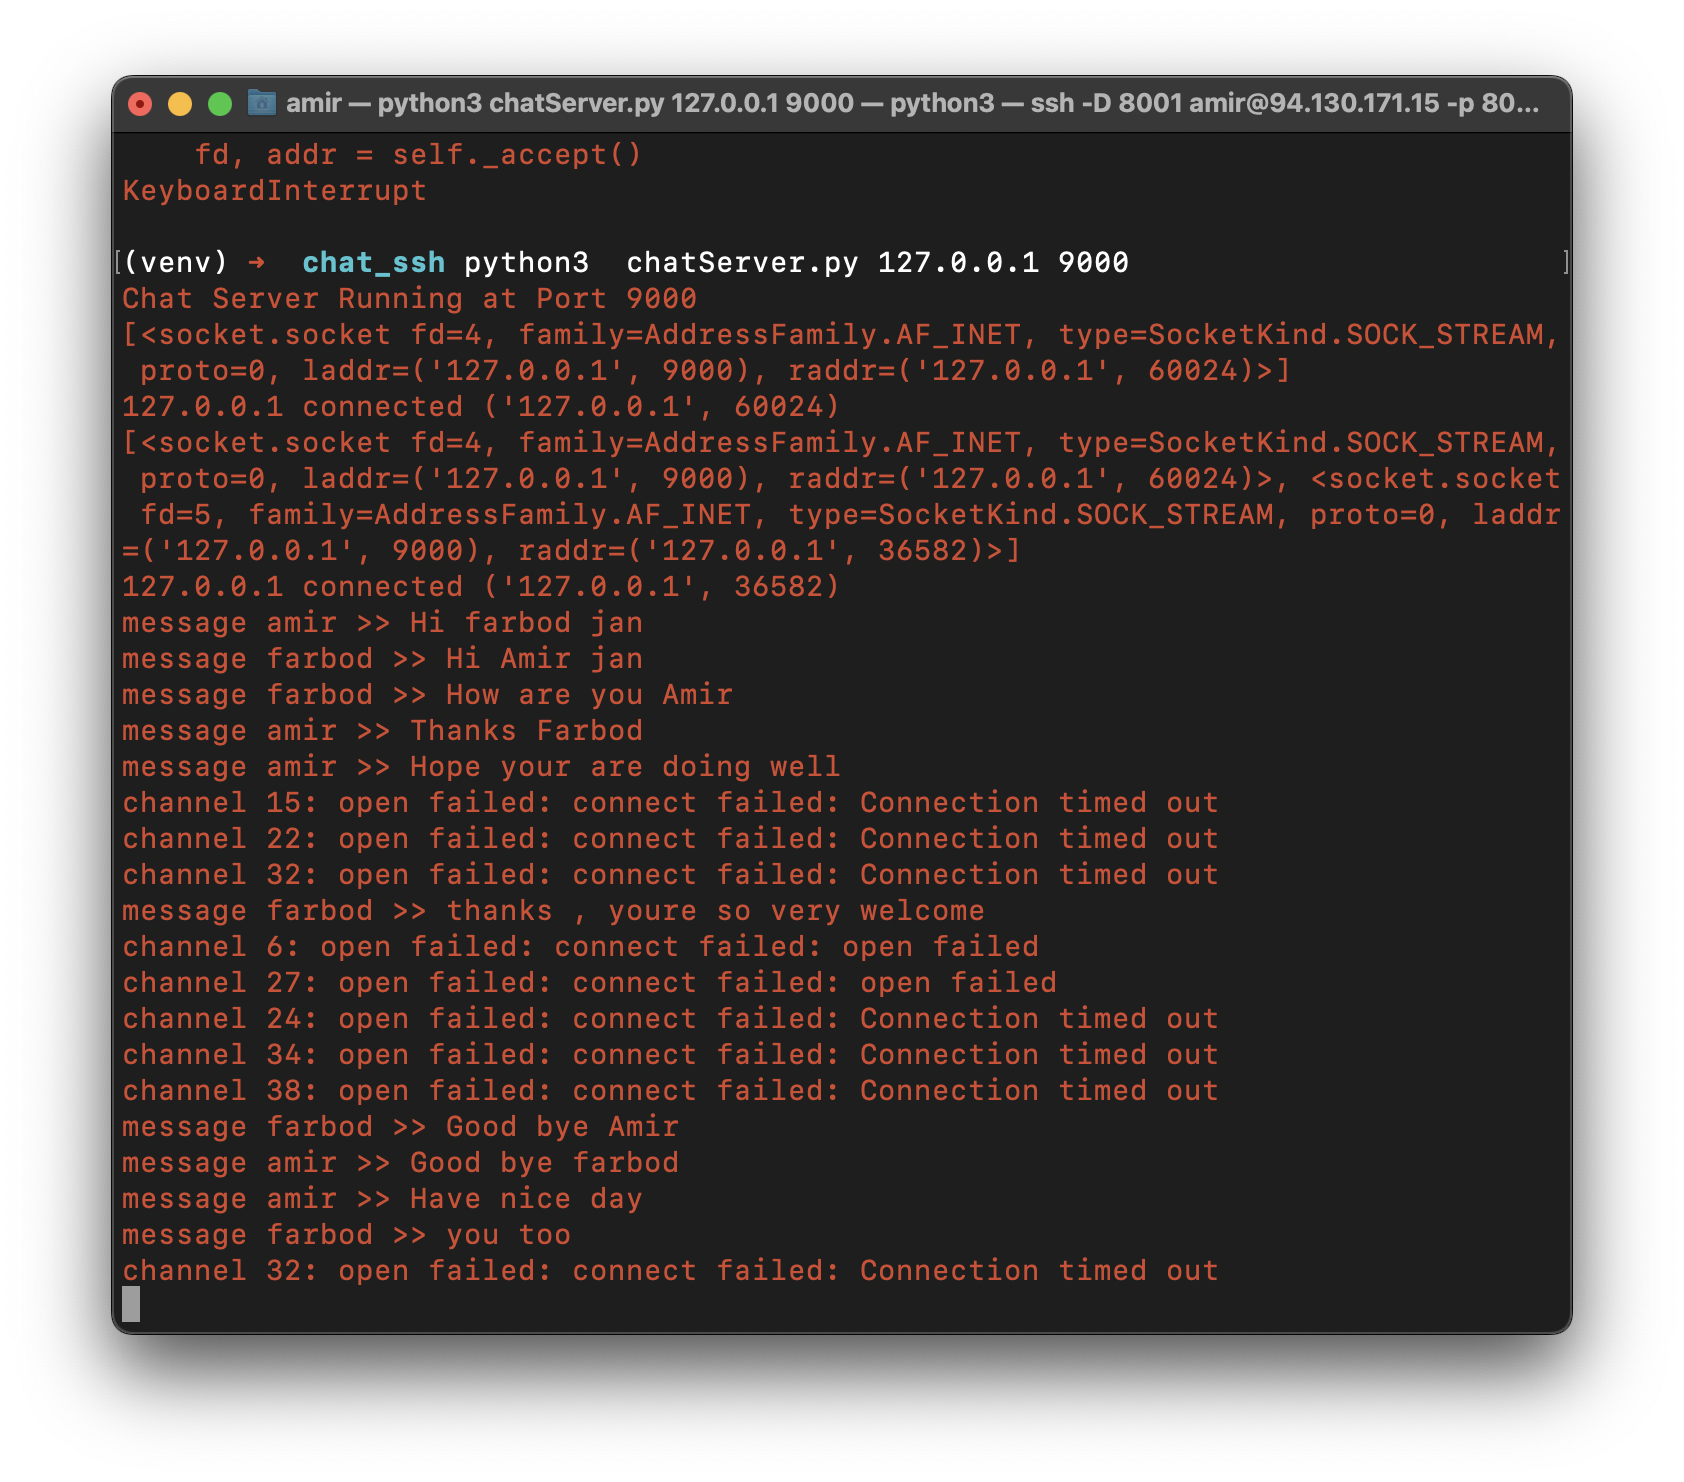 amir — python3 chatServer.py 127.0.0.1 9000 — python3 — ssh -D 8001 amir@94.130.171.15 -p 80...
    fd, addr = self._accept()
KeyboardInterrupt
[(venv) ➜  chat_ssh python3  chatServer.py 127.0.0.1 9000 ]
Chat Server Running at Port 9000
[<socket.socket fd=4, family=AddressFamily.AF_INET, type=SocketKind.SOCK_STREAM,
 proto=0, laddr=('127.0.0.1', 9000), raddr=('127.0.0.1', 60024)>]
127.0.0.1 connected ('127.0.0.1', 60024)
[<socket.socket fd=4, family=AddressFamily.AF_INET, type=SocketKind.SOCK_STREAM,
 proto=0, laddr=('127.0.0.1', 9000), raddr=('127.0.0.1', 60024)>, <socket.socket
 fd=5, family=AddressFamily.AF_INET, type=SocketKind.SOCK_STREAM, proto=0, laddr
=('127.0.0.1', 9000), raddr=('127.0.0.1', 36582)>]
127.0.0.1 connected ('127.0.0.1', 36582)
message amir >> Hi farbod jan
message farbod >> Hi Amir jan
message farbod >> How are you Amir
message amir >> Thanks Farbod
message amir >> Hope your are doing well
channel 15: open failed: connect failed: Connection timed out
channel 22: open failed: connect failed: Connection timed out
channel 32: open failed: connect failed: Connection timed out
message farbod >> thanks , youre so very welcome
channel 6: open failed: connect failed: open failed
channel 27: open failed: connect failed: open failed
channel 24: open failed: connect failed: Connection timed out
channel 34: open failed: connect failed: Connection timed out
channel 38: open failed: connect failed: Connection timed out
message farbod >> Good bye Amir
message amir >> Good bye farbod
message amir >> Have nice day
message farbod >> you too
channel 32: open failed: connect failed: Connection timed out